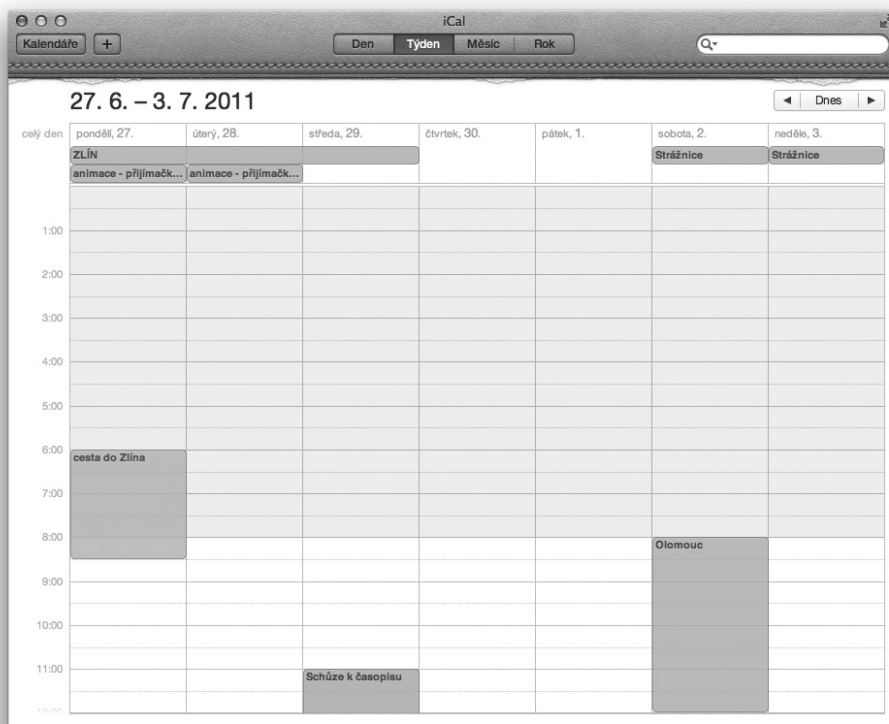 iCal
Kalendáře +
Den Týden Měsíc Rok
27. 6. – 3. 7. 2011
Dnes
celý den pondělí, 27. úterý, 28. středa, 29. čtvrtek, 30. pátek, 1. sobota, 2. neděle, 3.
ZLÍN Strážnice Strážnice
animace - přijímačk... animace - přijímačk...
1:00
2:00
3:00
4:00
5:00
6:00
cesta do Zlína
7:00
8:00
Olomouc
9:00
10:00
11:00
Schůze k časopisu
12:00